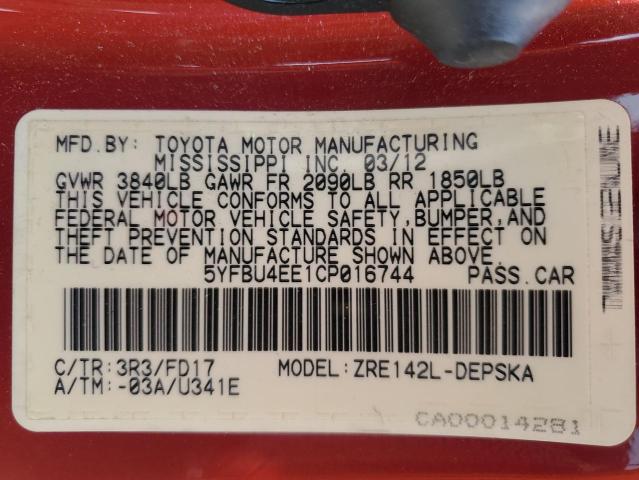 MFD.BY: TOYOTA MOTOR MANUFACTURING
MISSISSIPPI INC. 03/12
GVWR 3840LB GAWR FR 2090LB RR 1850LB
THIS VEHICLE CONFORMS TO ALL APPLICABLE
FEDERAL MOTOR VEHICLE SAFETY,BUMPER,AND
THEFT PREVENTION STANDARDS IN EFFECT ON
THE DATE OF MANUFACTURE SHOWN ABOVE.
5YFBU4EE1CP016744 PASS.CAR
C/TR:3R3/FD17 MODEL:ZRE142L-DEPSKA
A/TM:-03A/U341E
CA00014281